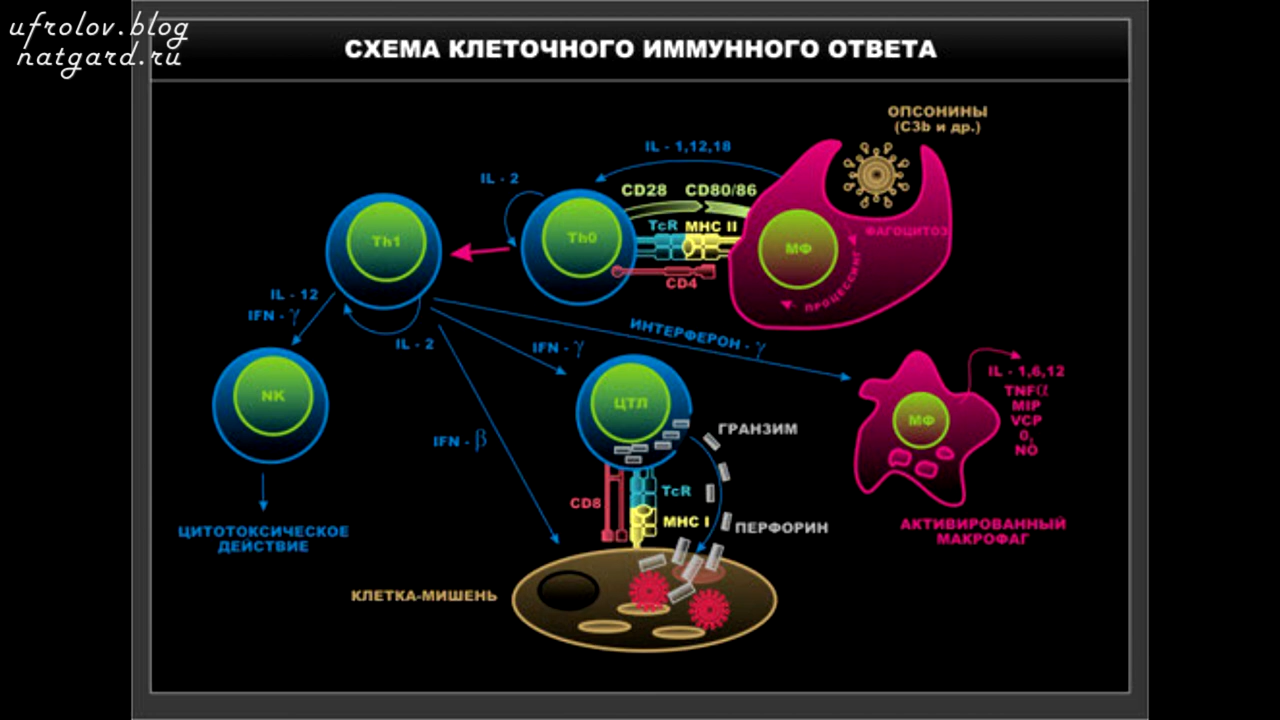 ufrolov.blog
natgard.ru
СХЕМА КЛЕТОЧНОГО ИММУННОГО ОТВЕТА
ОПСОНИНЫ
(C3b и др.)
IL - 1,12,18
IL - 2
CD28 CD80/86
TcR MHC II
CD4
Th1
Th0
МФ
ФАГОЦИТОЗ
ПРОЦЕССИНГ
IL - 12
IFN - γ
IL - 2
ИНТЕРФЕРОН - γ
IFN - γ
NK
ЦТЛ
IFN - β
ГРАНЗИМ
CD8
TcR
MHC I
ПЕРФОРИН
МФ
IL - 1,6,12
TNFα
MIP
VCP
0,
NO
ЦИТОТОКСИЧЕСКОЕ
ДЕЙСТВИЕ
АКТИВИРОВАННЫЙ
МАКРОФАГ
КЛЕТКА-МИШЕНЬ